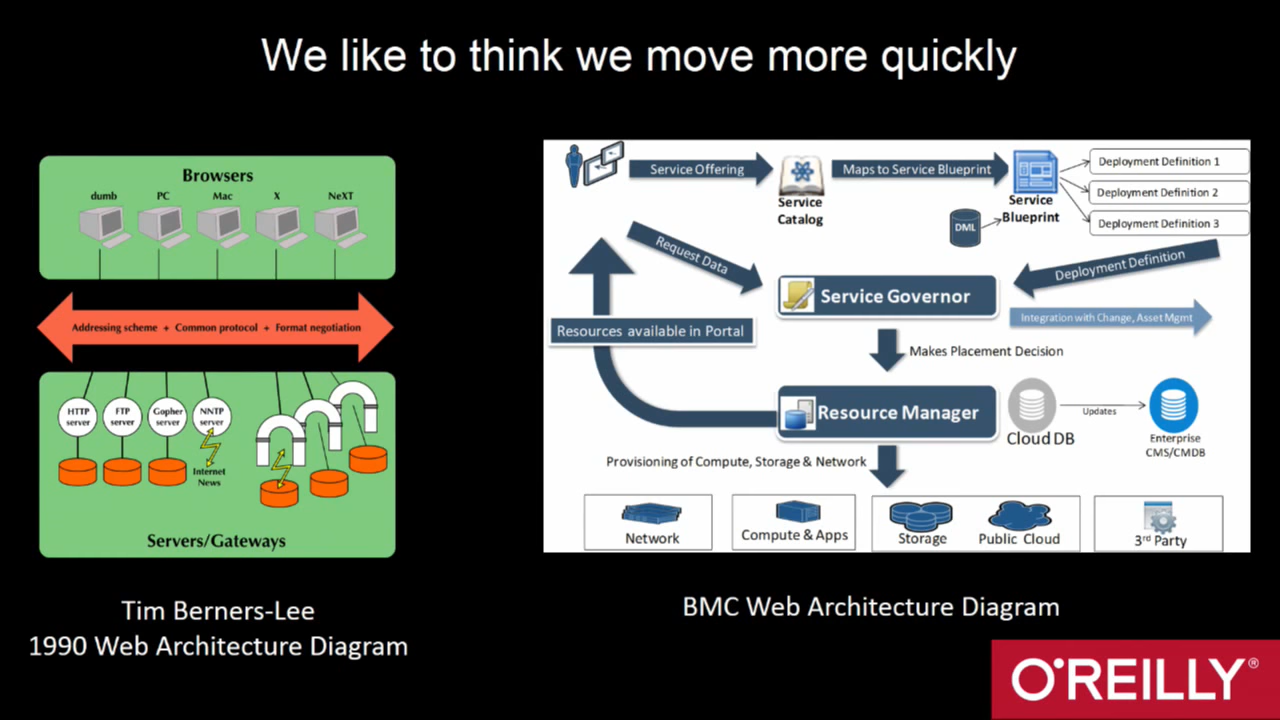 We like to think we move more quickly
Browsers
dumb
PC
Mac
X
NeXT
Addressing scheme + Common protocol + Format negotiation
HTTP
server
FTP
server
Gopher
server
NNTP
server
Internet
News
Servers/Gateways
Tim Berners-Lee
1990 Web Architecture Diagram
Service Offering
Service
Catalog
Maps to Service Blueprint
Service
Blueprint
DML
Deployment Definition 1
Deployment Definition 2
Deployment Definition 3
Request Data
Deployment Definition
Service Governor
Integration with Change, Asset Mgmt
Resources available in Portal
Makes Placement Decision
Resource Manager
Cloud DB
Updates
Enterprise
CMS/CMDB
Provisioning of Compute, Storage & Network
Network
Compute & Apps
Storage
Public Cloud
3rd Party
BMC Web Architecture Diagram
O'REILLY®